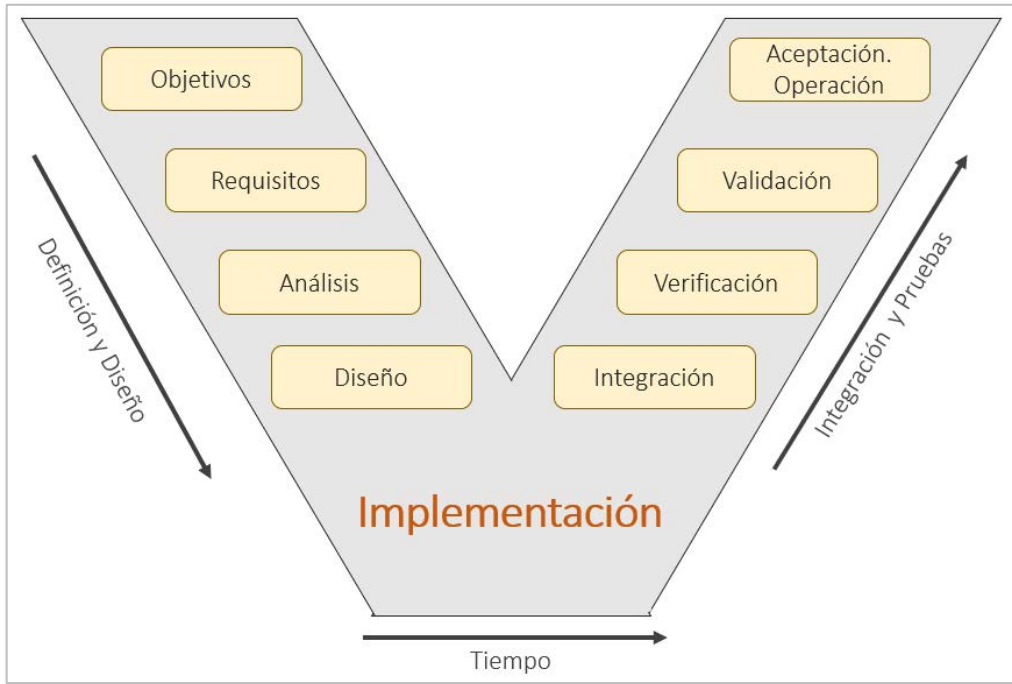 Objetivos
Requisitos
Análisis
Diseño
Definición y Diseño
Implementación
Tiempo
Aceptación.
Operación
Validación
Verificación
Integración
Integración y Pruebas